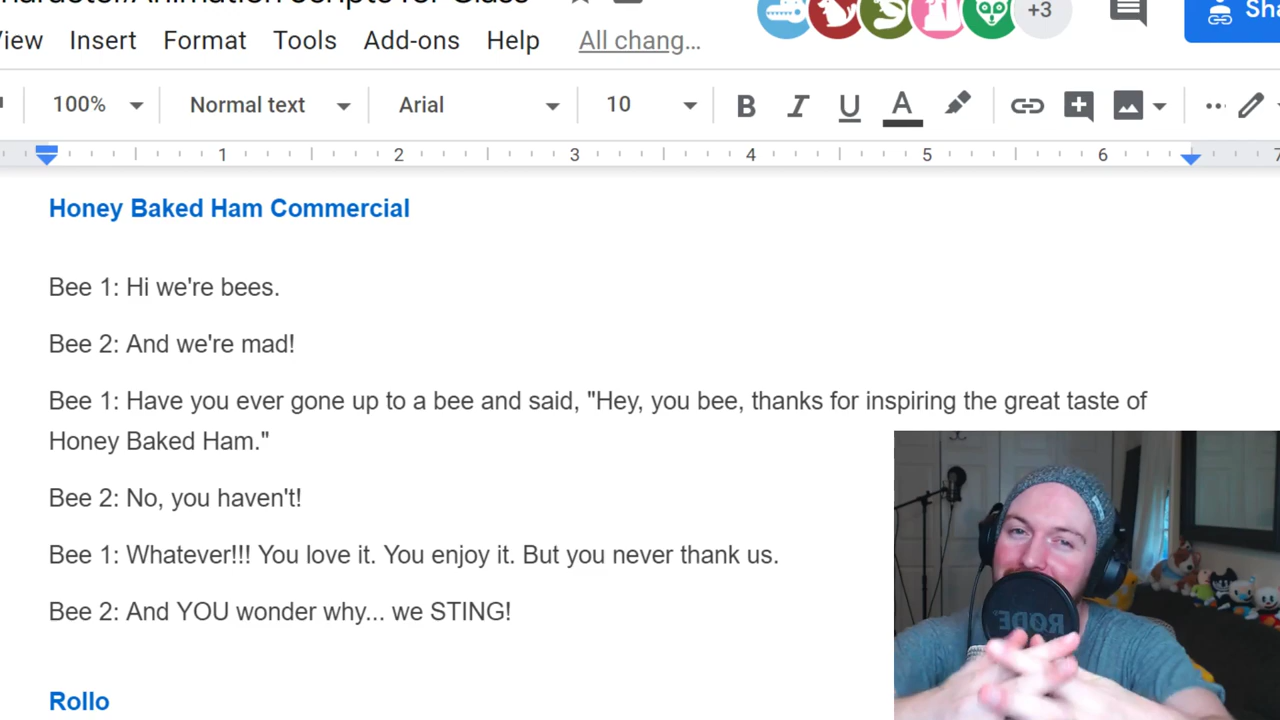 View Insert Format Tools Add-ons Help All chang... +3
100% Normal text Arial 10 B I U A
1 2 3 4 5 6 7
Honey Baked Ham Commercial
Bee 1: Hi we're bees.
Bee 2: And we're mad!
Bee 1: Have you ever gone up to a bee and said, "Hey, you bee, thanks for inspiring the great taste of
Honey Baked Ham."
Bee 2: No, you haven't!
Bee 1: Whatever!!! You love it. You enjoy it. But you never thank us.
Bee 2: And YOU wonder why... we STING!
RODE
Rollo